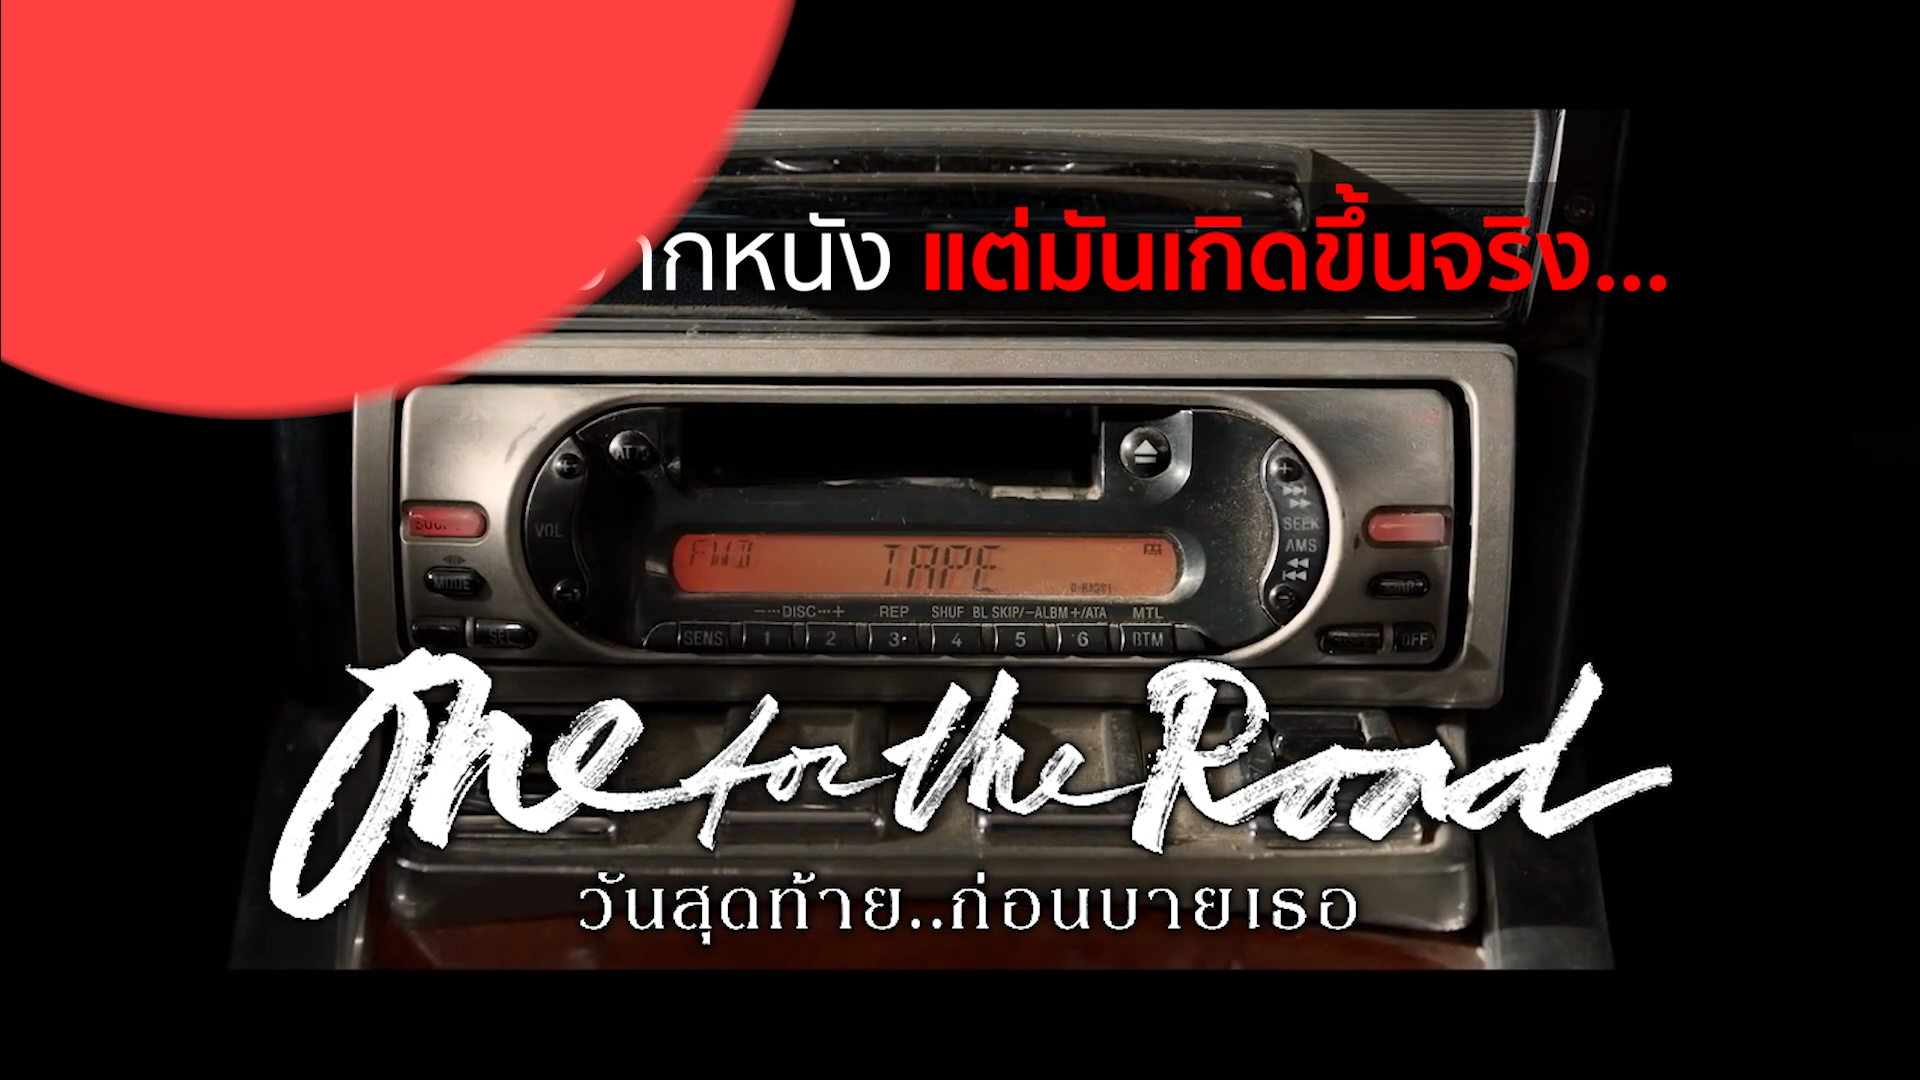 ากหนัง แต่มันเกิดขึ้นจริง...
ATT
VOL
SEEK
AMS
FWD TAPE
MODE
DISC REP SHUF BL SKIP/−ALBM+/ATA MTL
SEL SENS 1 2 3 4 5 6 BTM OFF
One for the Road
วันสุดท้าย..ก่อนบายเธอ